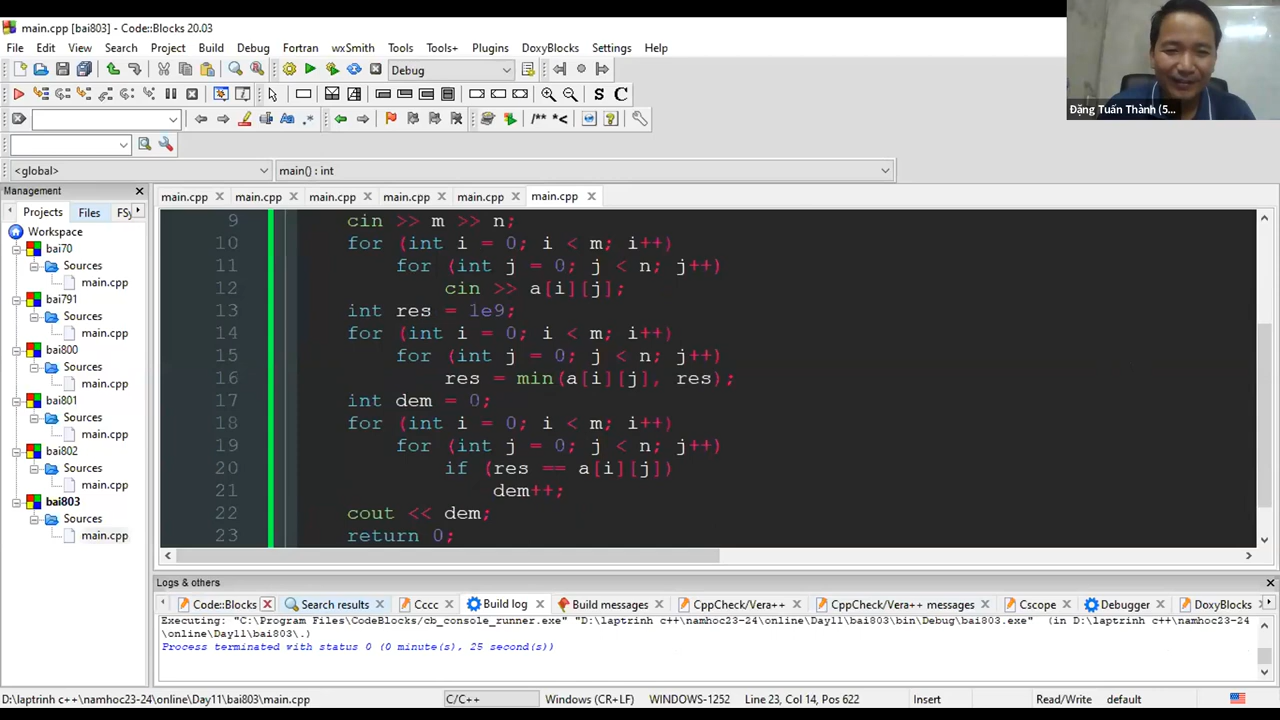 main.cpp [bai803] - Code::Blocks 20.03
File Edit View Search Project Build Debug Fortran wxSmith Tools Tools+ Plugins DoxyBlocks Settings Help
Debug
S C
/** *<
.*
Đặng Tuấn Thành (5...
<global>
main() : int
Management
main.cpp main.cpp main.cpp main.cpp main.cpp main.cpp
Projects Files FSy
Workspace
bai70
Sources
main.cpp
bai791
Sources
main.cpp
bai800
Sources
main.cpp
bai801
Sources
main.cpp
bai802
Sources
main.cpp
bai803
Sources
main.cpp
9 cin >> m >> n;
10 for (int i = 0; i < m; i++)
11 for (int j = 0; j < n; j++)
12 cin >> a[i][j];
13 int res = 1e9;
14 for (int i = 0; i < m; i++)
15 for (int j = 0; j < n; j++)
16 res = min(a[i][j], res);
17 int dem = 0;
18 for (int i = 0; i < m; i++)
19 for (int j = 0; j < n; j++)
20 if (res == a[i][j])
21 dem++;
22 cout << dem;
23 return 0;
Logs & others
Code::Blocks Search results Cccc Build log Build messages CppCheck/Vera++ CppCheck/Vera++ messages Cscope Debugger DoxyBlocks
Executing: "C:\Program Files\CodeBlocks/cb_console_runner.exe" "D:\laptrinh c++\namhoc23-24\online\Day11\bai803\bin\Debug\bai803.exe" (in D:\laptrinh c++\namhoc23-24
\online\Day11\bai803\.)
Process terminated with status 0 (0 minute(s), 25 second(s))
D:\laptrinh c++\namhoc23-24\online\Day11\bai803\main.cpp C/C++ Windows (CR+LF) WINDOWS-1252 Line 23, Col 14, Pos 622 Insert Read/Write default